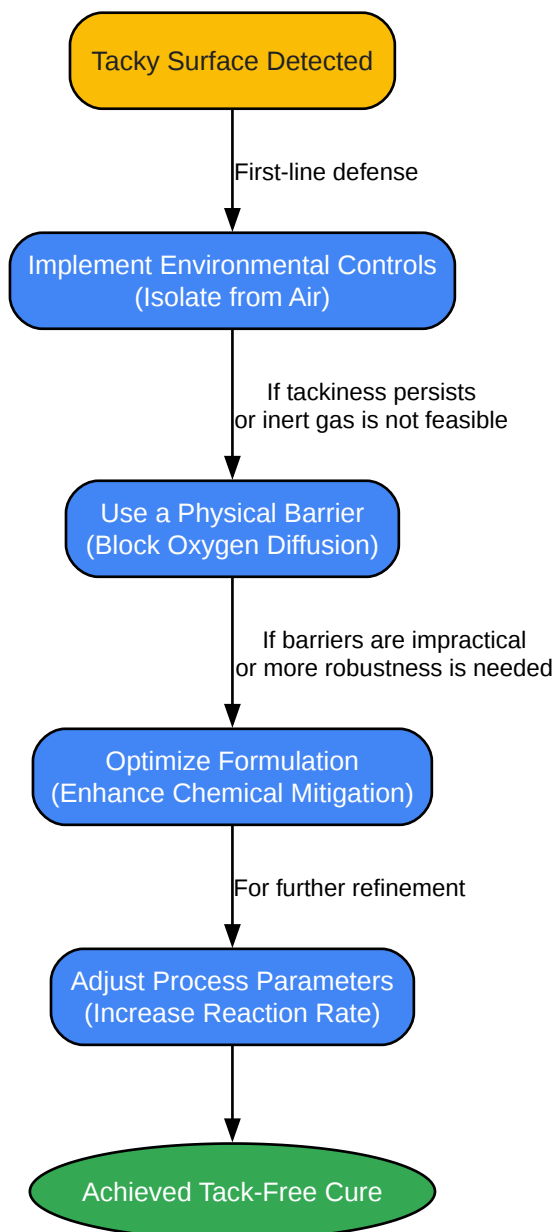 Tacky Surface Detected
First-line defense
Implement Environmental Controls
(Isolate from Air)
If tackiness persists
or inert gas is not feasible
Use a Physical Barrier
(Block Oxygen Diffusion)
If barriers are impractical
or more robustness is needed
Optimize Formulation
(Enhance Chemical Mitigation)
For further refinement
Adjust Process Parameters
(Increase Reaction Rate)
Achieved Tack-Free Cure